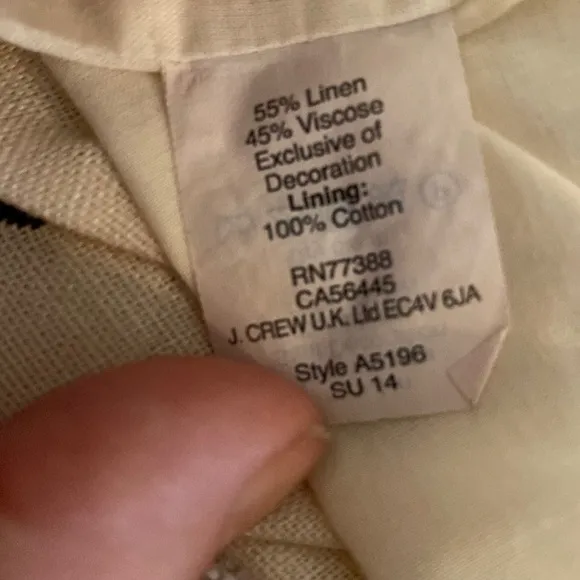 55% Linen
45% Viscose
Exclusive of
Decoration
Lining:
100% Cotton
RN77388
CA56445
J. CREW U.K. Ltd EC4V 6JA
Style A5196
SU 14